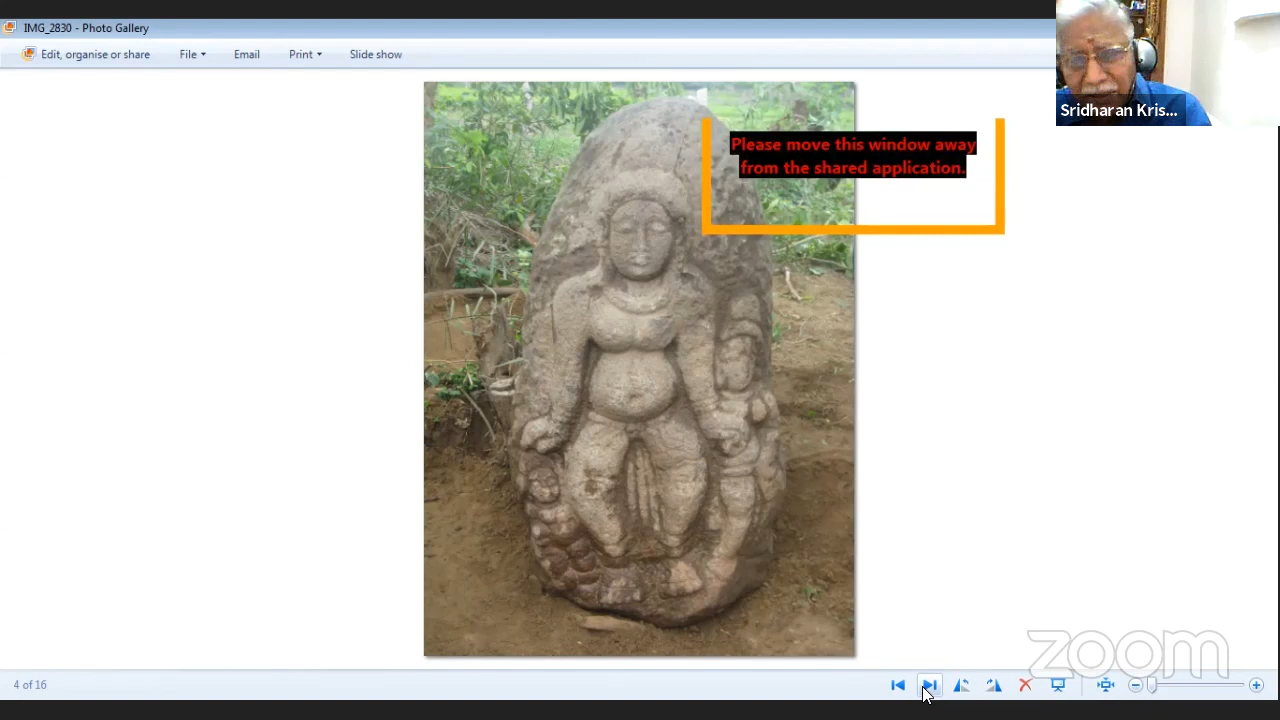 IMG_2830 - Photo Gallery
Edit, organise or share File Email Print Slide show
Sridharan Kris...
Please move this window away
from the shared application.
zoom
4 of 16